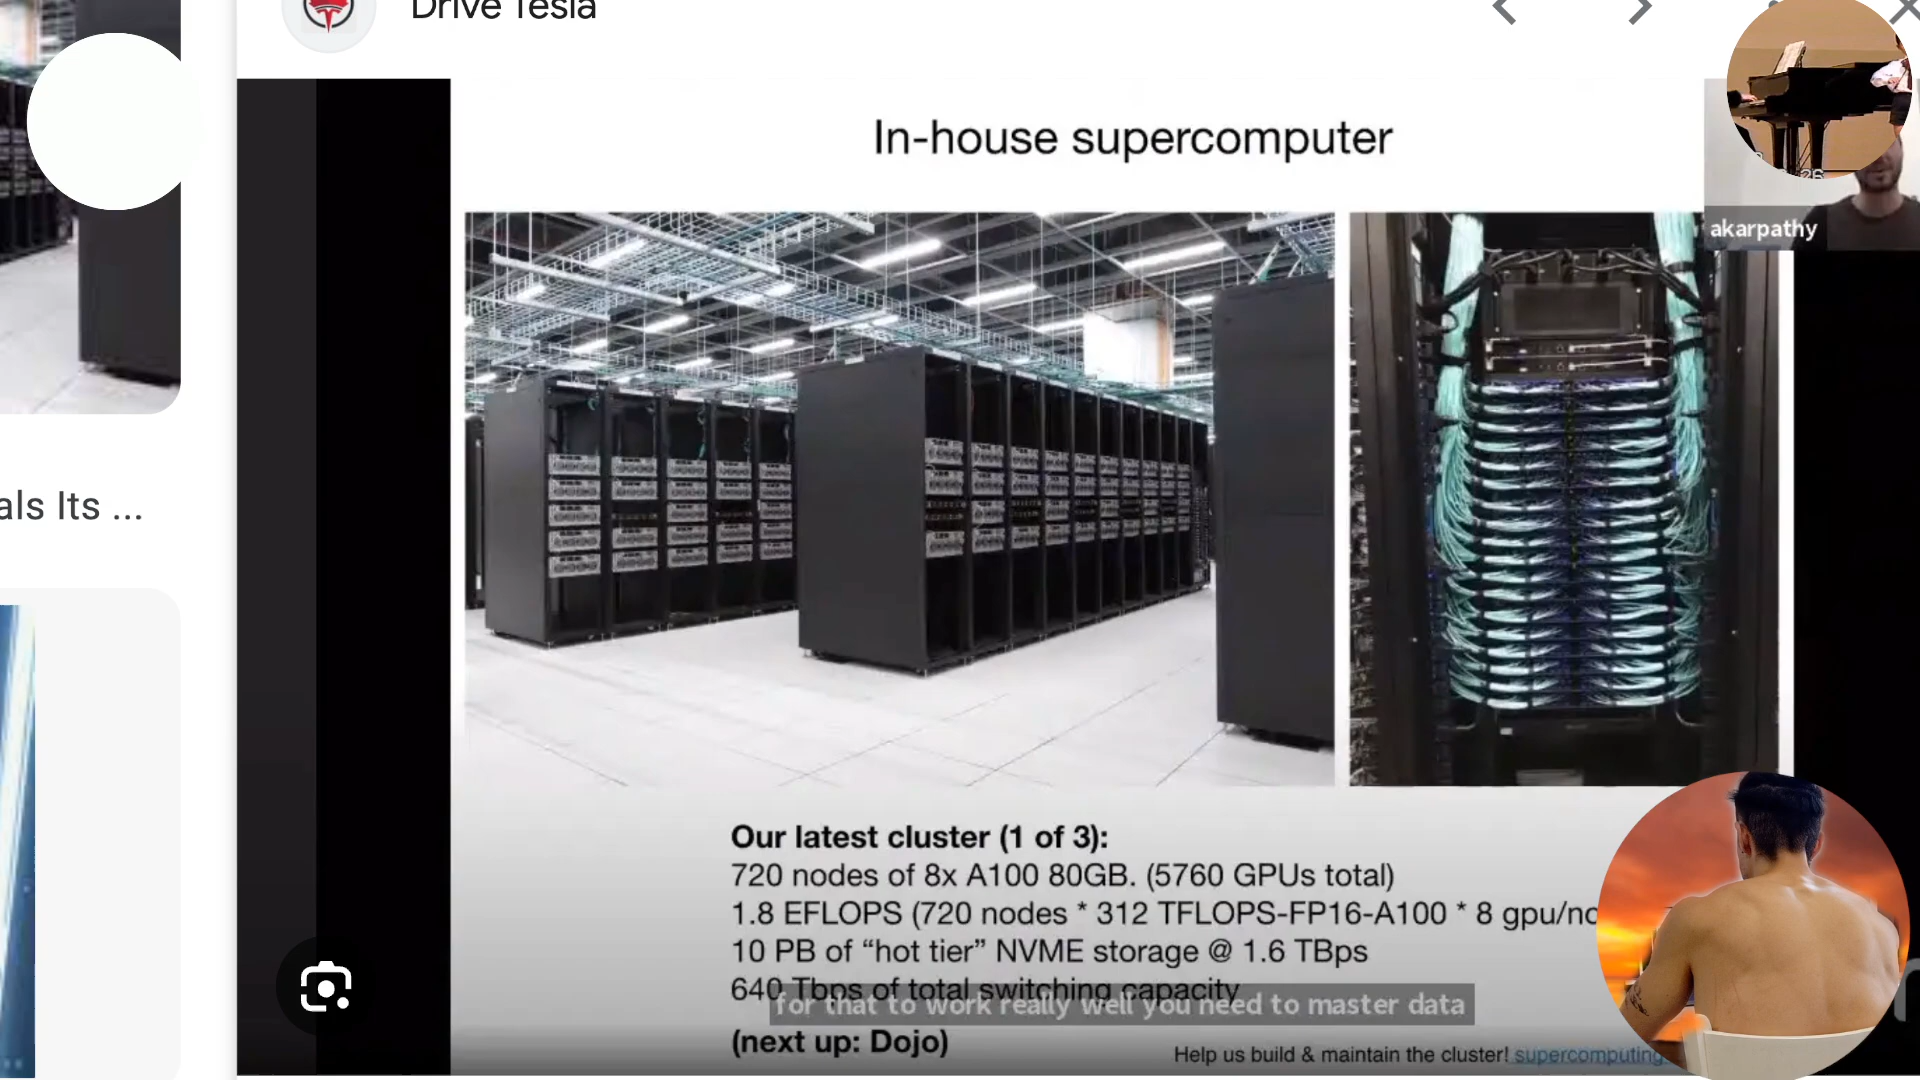 Drive Tesla
In-house supercomputer
akarpathy
als Its ...
Our latest cluster (1 of 3):
720 nodes of 8x A100 80GB. (5760 GPUs total)
1.8 EFLOPS (720 nodes * 312 TFLOPS-FP16-A100 * 8 gpu/no
10 PB of “hot tier” NVME storage @ 1.6 TBps
640 Tbps of total switching capacity
for that to work really well you need to master data
(next up: Dojo)
Help us build & maintain the cluster! supercomputing